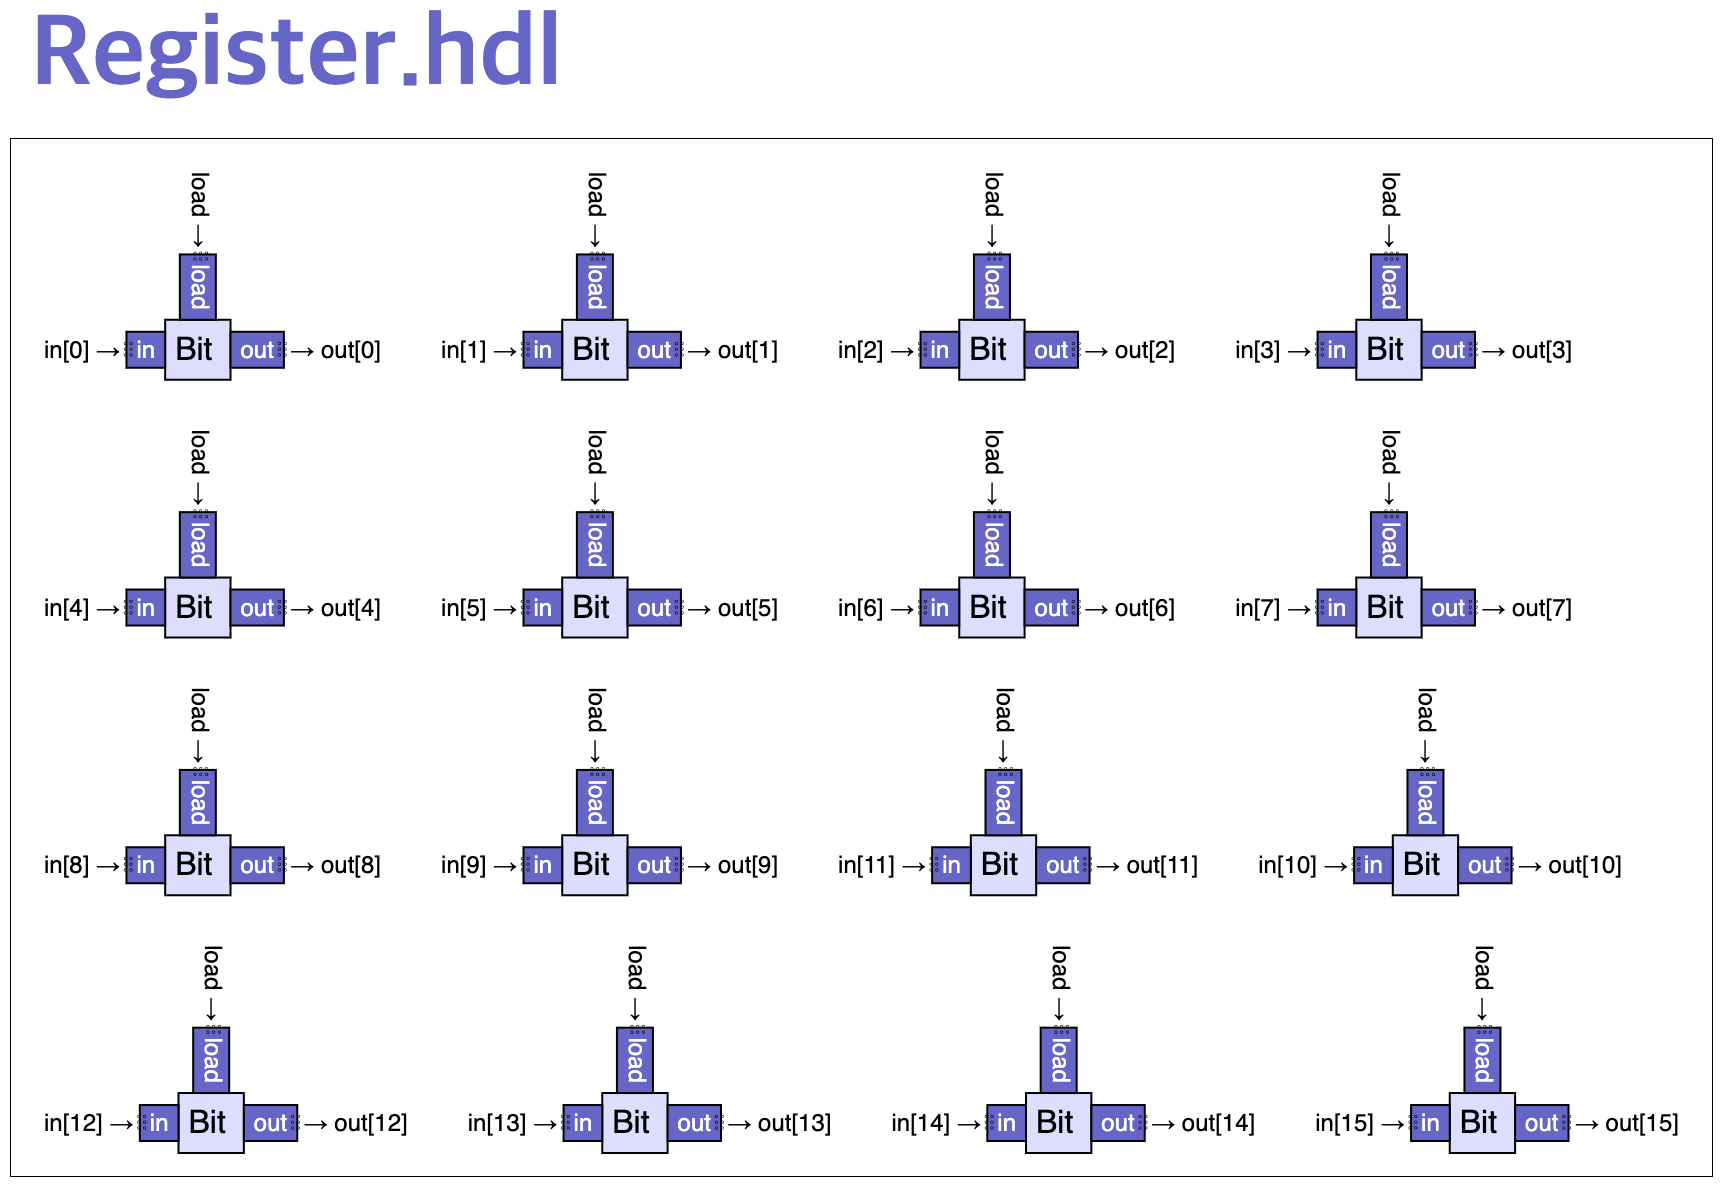 Register.hdl
load load load load
load load load load
in[0] → in Bit out → out[0] in[1] → in Bit out → out[1] in[2] → in Bit out → out[2] in[3] → in Bit out → out[3]
load load load load
load load load load
in[4] → in Bit out → out[4] in[5] → in Bit out → out[5] in[6] → in Bit out → out[6] in[7] → in Bit out → out[7]
load load load load
load load load load
in[8] → in Bit out → out[8] in[9] → in Bit out → out[9] in[11] → in Bit out → out[11] in[10] → in Bit out → out[10]
load load load load
load load load load
in[12] → in Bit out → out[12] in[13] → in Bit out → out[13] in[14] → in Bit out → out[14] in[15] → in Bit out → out[15]